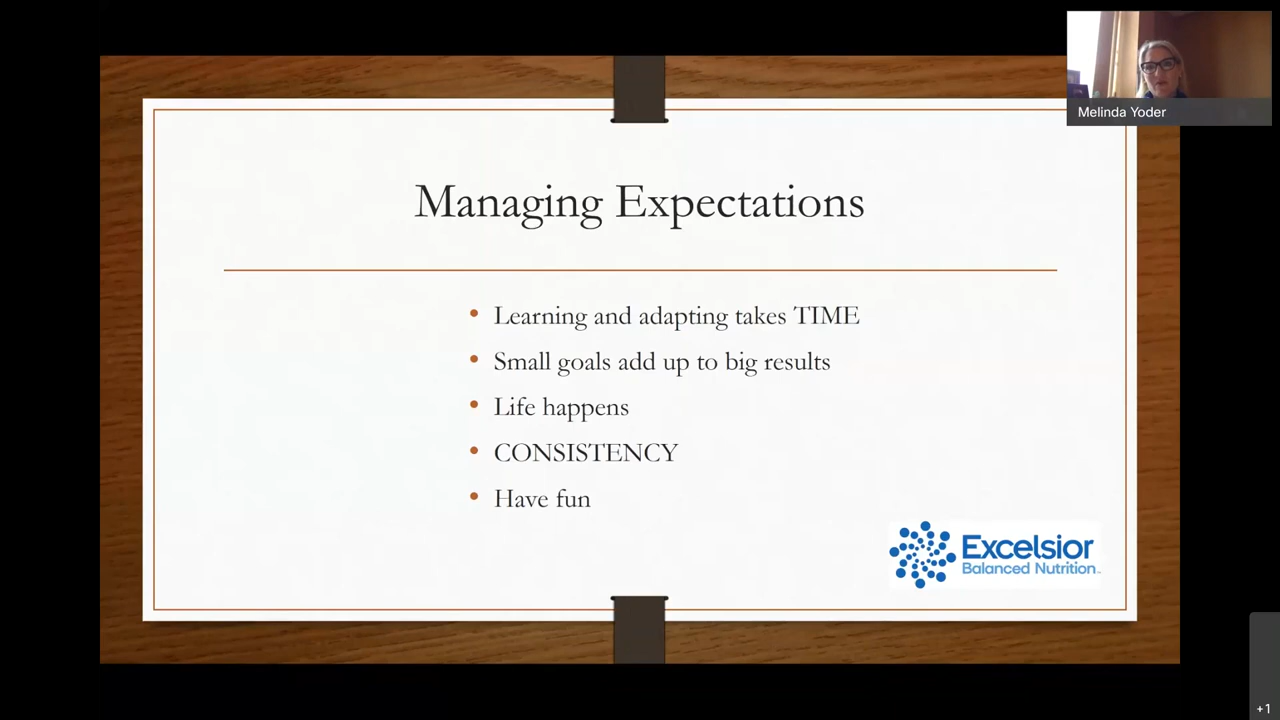 Melinda Yoder
Managing Expectations
• Learning and adapting takes TIME
• Small goals add up to big results
• Life happens
• CONSISTENCY
• Have fun
Excelsior
Balanced Nutrition
+1